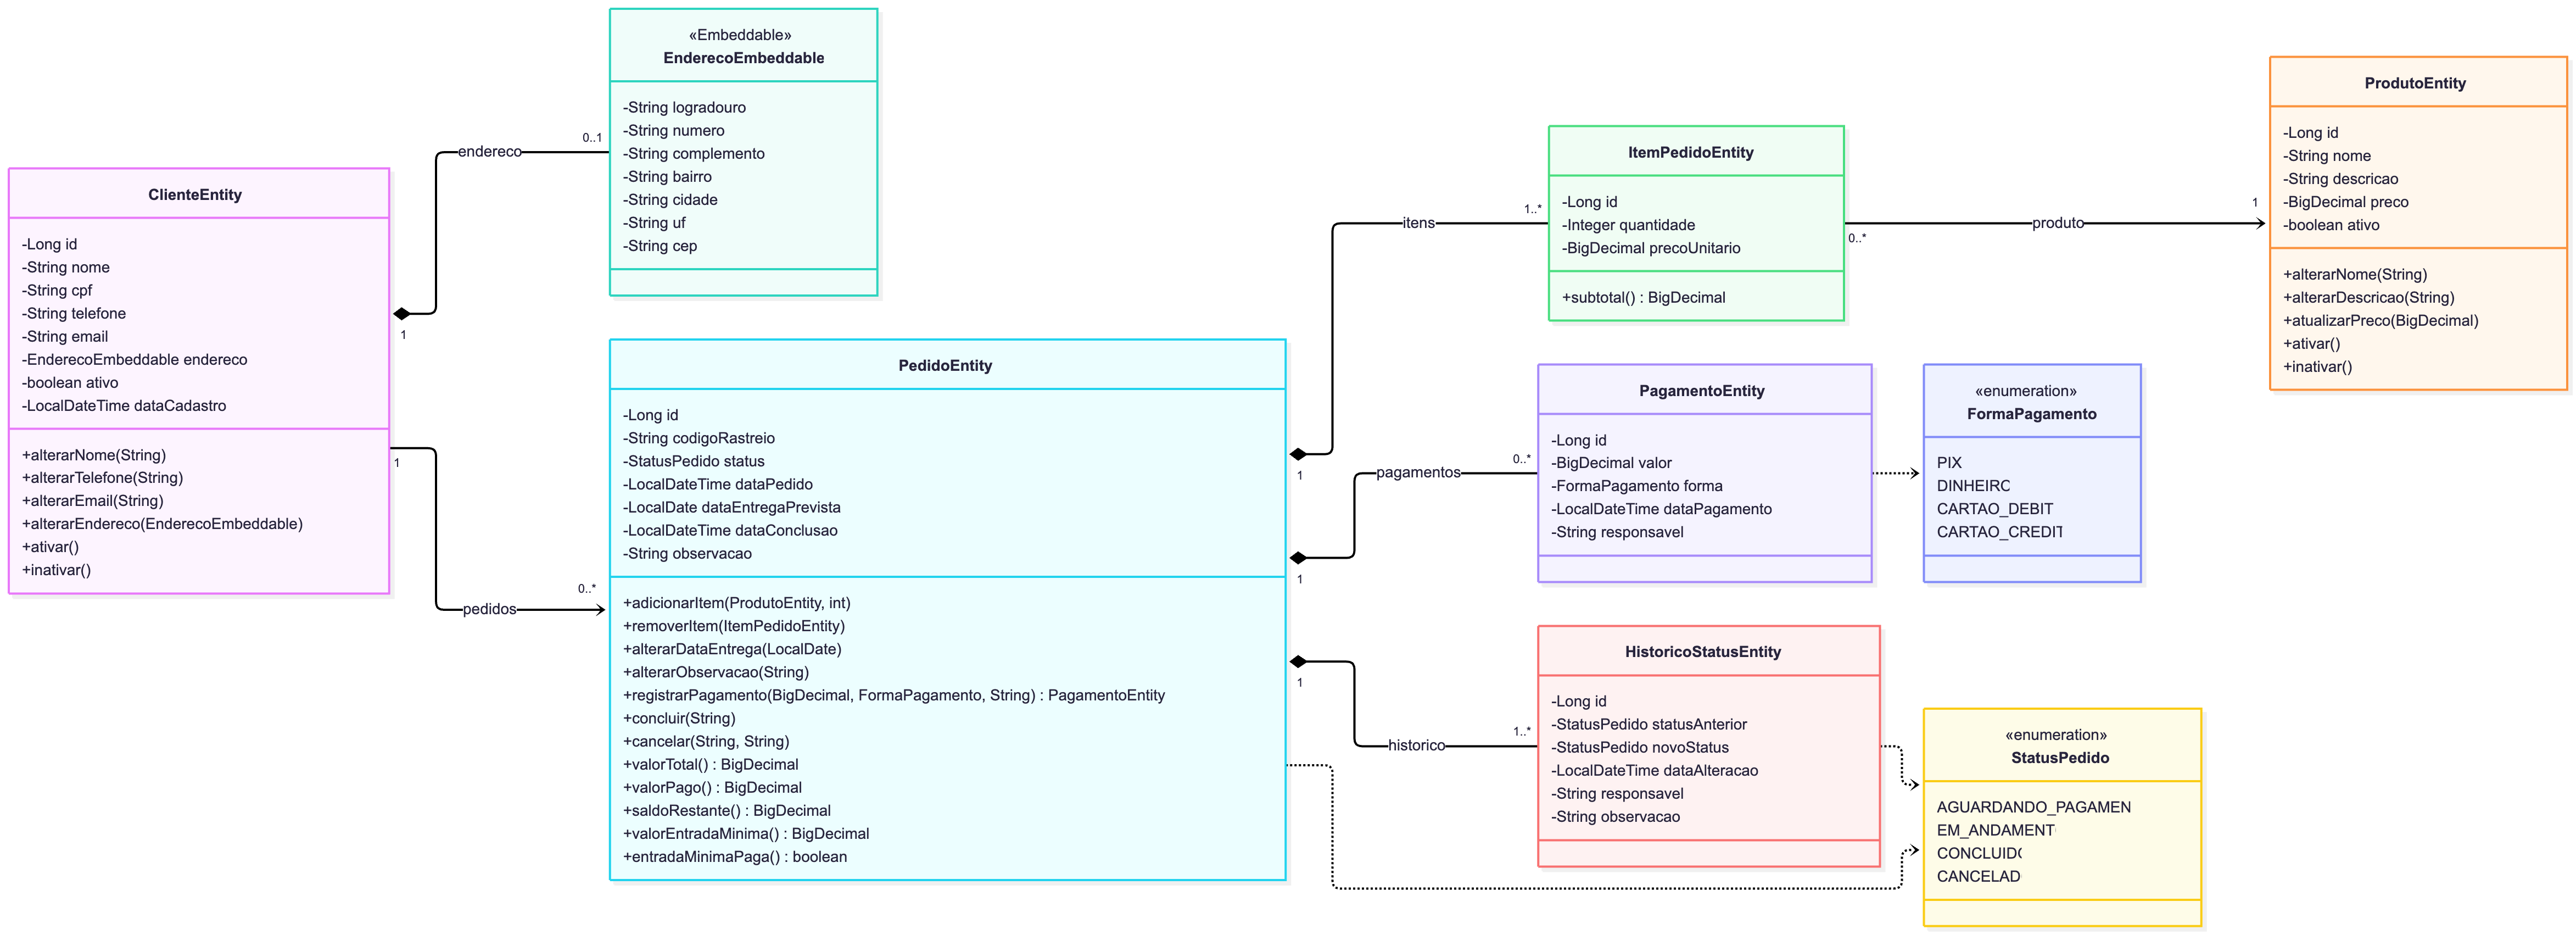 «Embeddable»
EnderecoEmbeddable
-String logradouro
-String numero
-String complemento
-String bairro
-String cidade
-String uf
-String cep
ClienteEntity
-Long id
-String nome
-String cpf
-String telefone
-String email
-EnderecoEmbeddable endereco
-boolean ativo
-LocalDateTime dataCadastro
+alterarNome(String)
+alterarTelefone(String)
+alterarEmail(String)
+alterarEndereco(EnderecoEmbeddable)
+ativar()
+inativar()
endereco
0..1
1
1
pedidos
0..*
PedidoEntity
-Long id
-String codigoRastreio
-StatusPedido status
-LocalDateTime dataPedido
-LocalDate dataEntregaPrevista
-LocalDateTime dataConclusao
-String observacao
+adicionarItem(ProdutoEntity, int)
+removerItem(ItemPedidoEntity)
+alterarDataEntrega(LocalDate)
+alterarObservacao(String)
+registrarPagamento(BigDecimal, FormaPagamento, String) : PagamentoEntity
+concluir(String)
+cancelar(String, String)
+valorTotal() : BigDecimal
+valorPago() : BigDecimal
+saldoRestante() : BigDecimal
+valorEntradaMinima() : BigDecimal
+entradaMinimaPaga() : boolean
itens
1..*
1
pagamentos
0..*
1
historico
1..*
1
ItemPedidoEntity
-Long id
-Integer quantidade
-BigDecimal precoUnitario
+subtotal() : BigDecimal
0..*
produto
1
ProdutoEntity
-Long id
-String nome
-String descricao
-BigDecimal preco
-boolean ativo
+alterarNome(String)
+alterarDescricao(String)
+atualizarPreco(BigDecimal)
+ativar()
+inativar()
PagamentoEntity
-Long id
-BigDecimal valor
-FormaPagamento forma
-LocalDateTime dataPagamento
-String responsavel
«enumeration»
FormaPagamento
PIX
DINHEIRO
CARTAO_DEBIT
CARTAO_CREDIT
HistoricoStatusEntity
-Long id
-StatusPedido statusAnterior
-StatusPedido novoStatus
-LocalDateTime dataAlteracao
-String responsavel
-String observacao
«enumeration»
StatusPedido
AGUARDANDO_PAGAMEN
EM_ANDAMENT
CONCLUIDO
CANCELAD